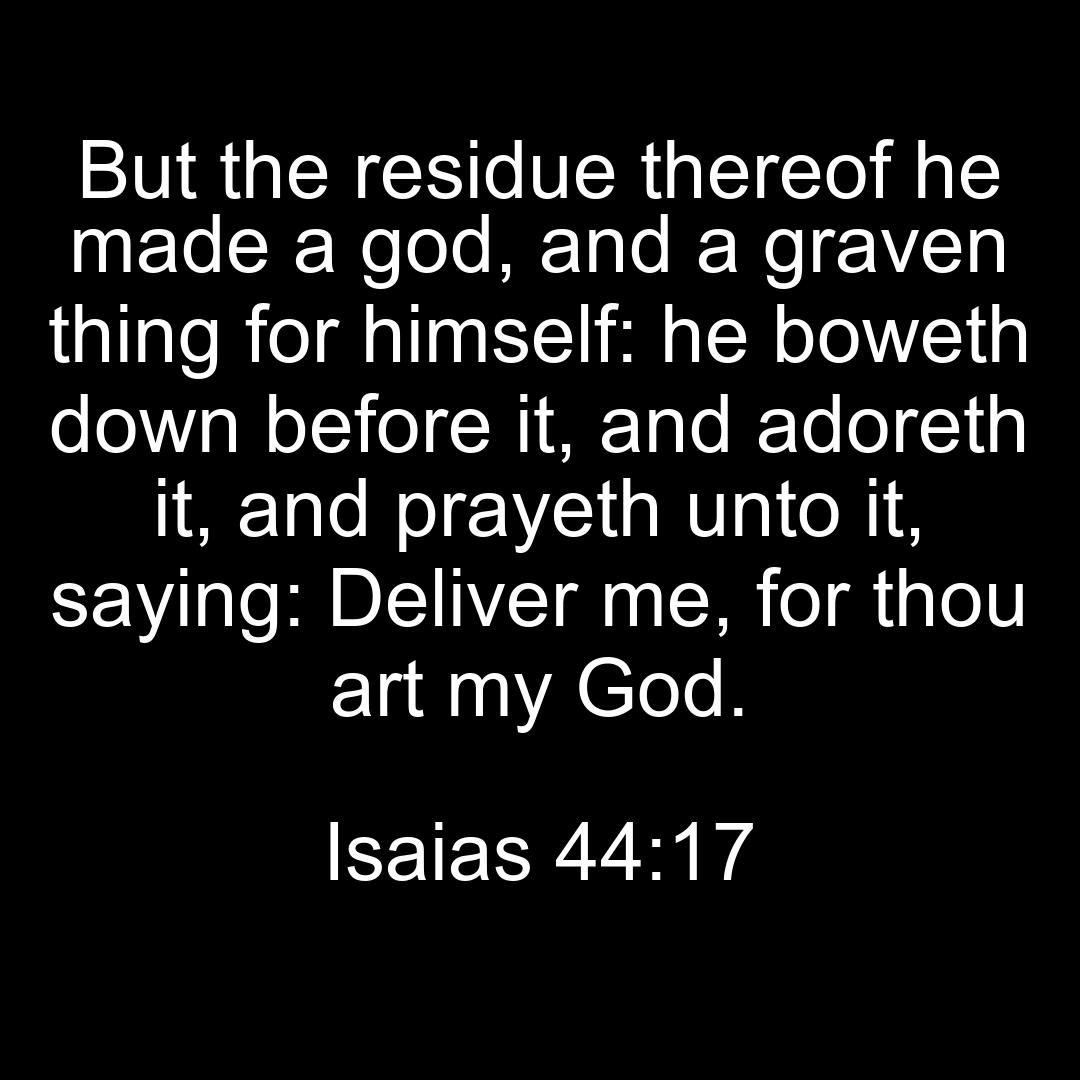 But the residue thereof he
made a god, and a graven
thing for himself: he boweth
down before it, and adoreth
it, and prayeth unto it,
saying: Deliver me, for thou
art my God.
Isaias 44:17